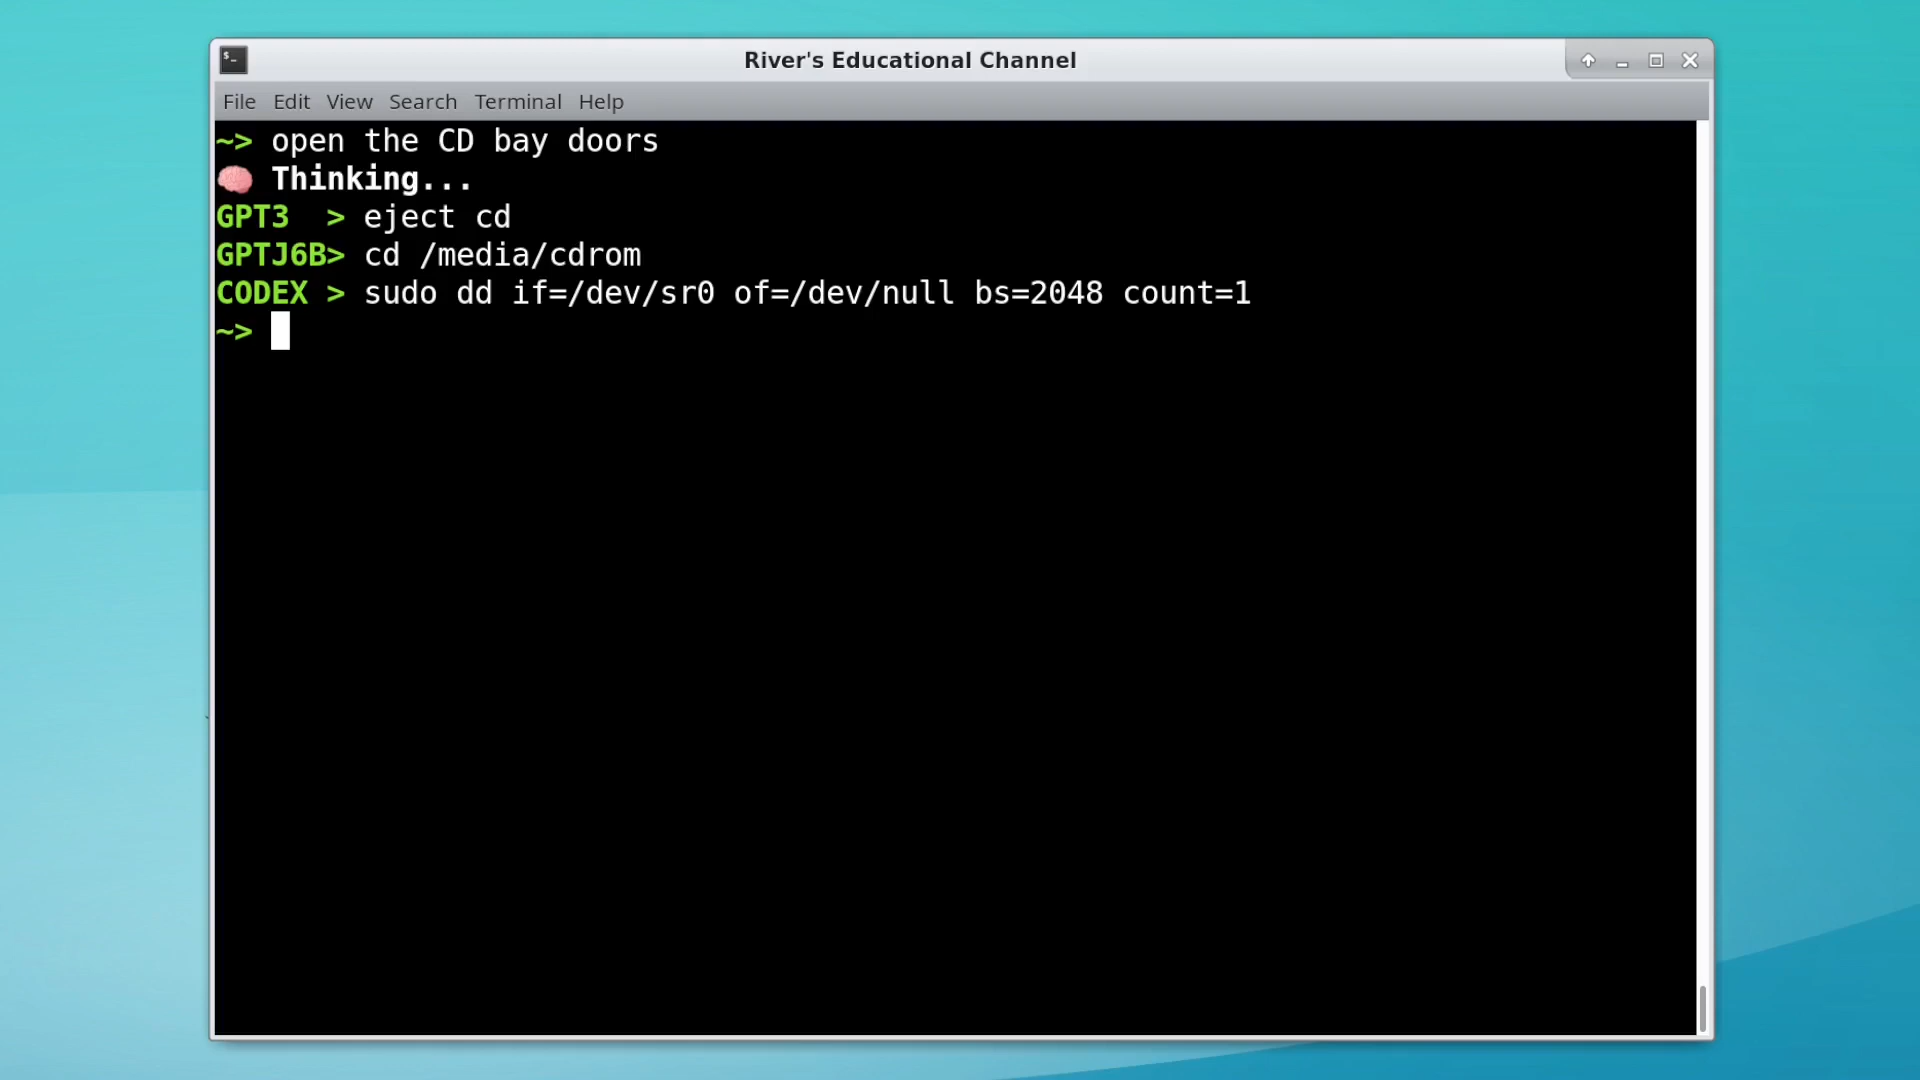 River's Educational Channel
File Edit View Search Terminal Help
~> open the CD bay doors
🧠 Thinking...
GPT3  > eject cd
GPTJ6B> cd /media/cdrom
CODEX > sudo dd if=/dev/sr0 of=/dev/null bs=2048 count=1
~>